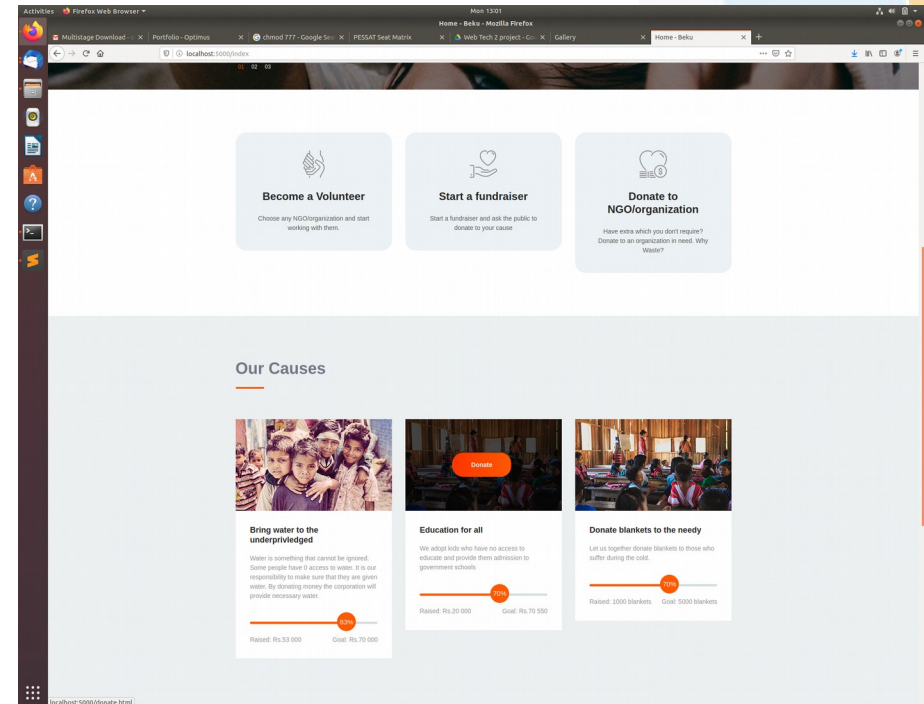 Activities Firefox Web Browser Mon 13:01
Home - Beku - Mozilla Firefox
Multistage Download - c Portfolio - Optimus chmod 777 - Google Sea PESSAT Seat Matrix Web Tech 2 project - Go Gallery Home - Beku
localhost:5000/index
01 02 03
Become a Volunteer
Choose any NGO/organization and start
working with them.
Start a fundraiser
Start a fundraiser and ask the public to
donate to your cause
Donate to
NGO/organization
Have extra which you don't require?
Donate to an organization in need. Why
Waste?
Our Causes
Bring water to the
underprivledged
Water is something that cannot be ignored.
Some people have 0 access to water. It is our
responsibility to make sure that they are given
water. By donating money the corporation will
provide necessary water.
83%
Raised: Rs.53 000 Goal: Rs.70 000
Donate
Education for all
We adopt kids who have no access to
educate and provide them admission to
government schools
70%
Raised: Rs.20 000 Goal: Rs.70 550
Donate blankets to the needy
Let us together donate blankets to those who
suffer during the cold.
70%
Raised: 1000 blankets Goal: 5000 blankets
localhost:5000/donate.html